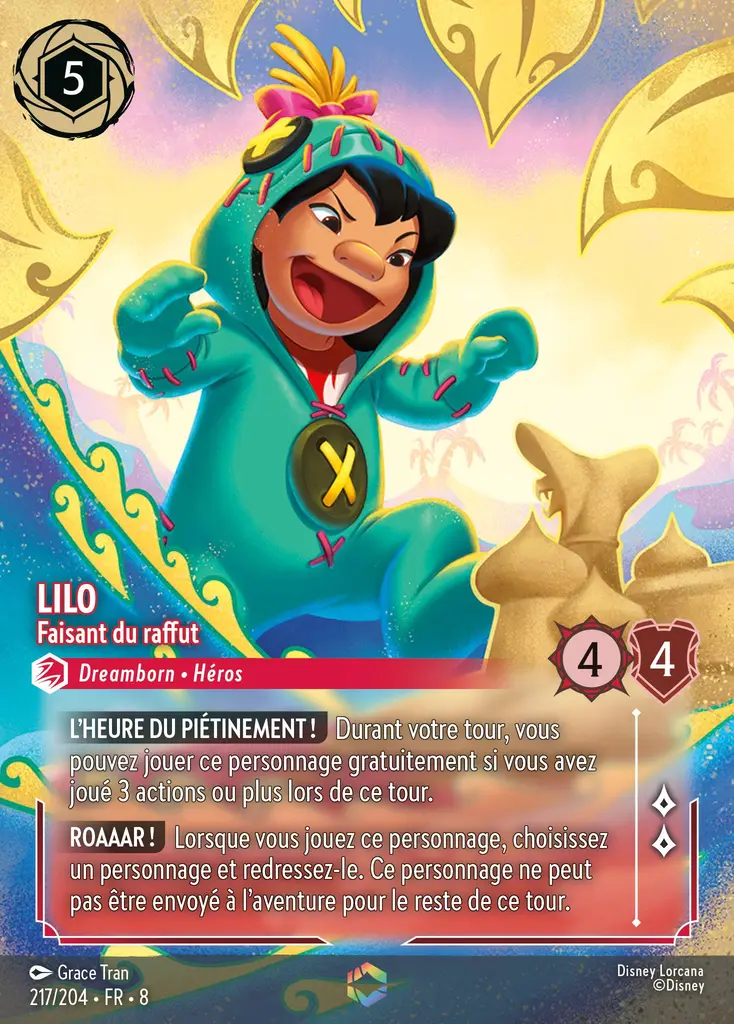 5
LILO
Faisant du raffut
Dreamborn • Héros
4
4
L'HEURE DU PIÉTINEMENT ! Durant votre tour, vous
pouvez jouer ce personnage gratuitement si vous avez
joué 3 actions ou plus lors de ce tour.
ROAAAR ! Lorsque vous jouez ce personnage, choisissez
un personnage et redressez-le. Ce personnage ne peut
pas être envoyé à l'aventure pour le reste de ce tour.
Grace Tran
217/204 • FR • 8
Disney Lorcana
©Disney